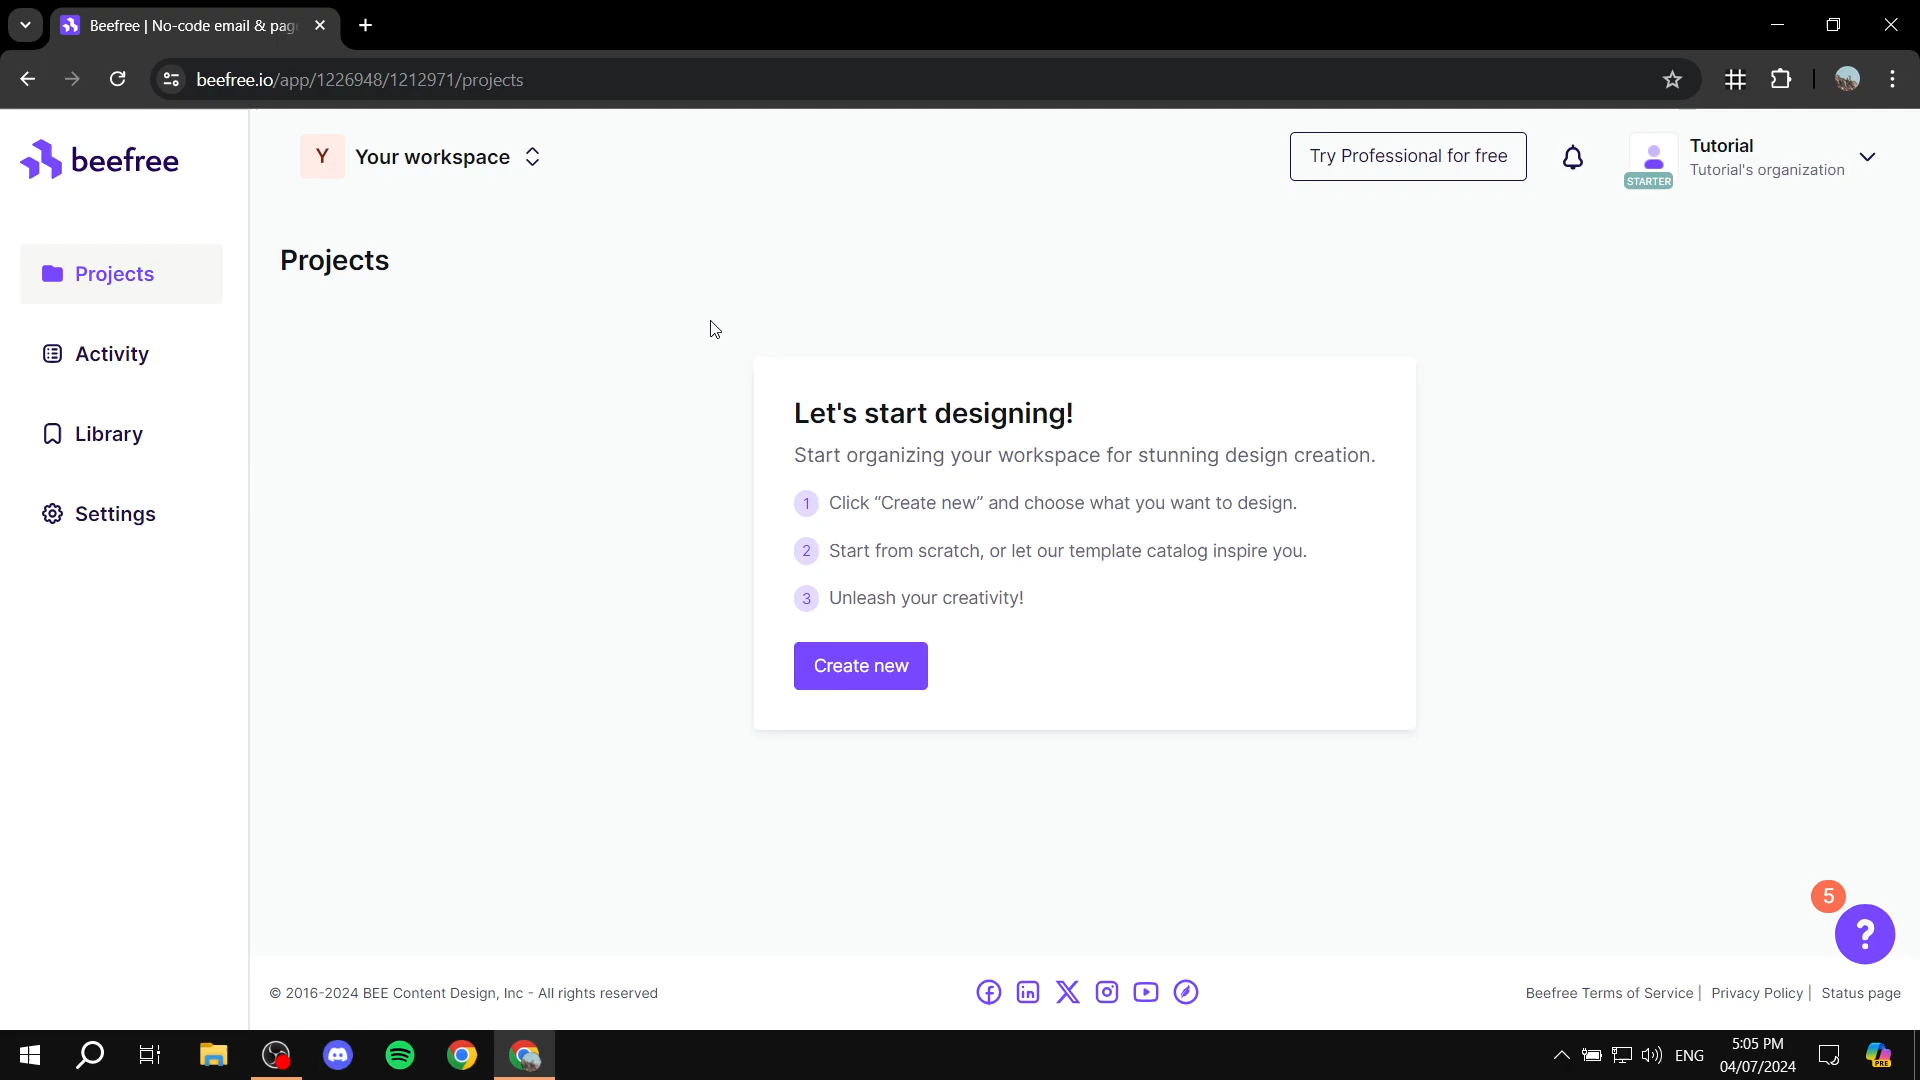 Beefree | No-code email & pag
beefree.io/app/1226948/1212971/projects
beefree
Y Your workspace
Try Professional for free
STARTER
Tutorial
Tutorial's organization
Projects
Activity
Library
Settings
Projects
Let's start designing!
Start organizing your workspace for stunning design creation.
1 Click “Create new” and choose what you want to design.
2 Start from scratch, or let our template catalog inspire you.
3 Unleash your creativity!
Create new
5
?
© 2016-2024 BEE Content Design, Inc - All rights reserved
Beefree Terms of Service | Privacy Policy | Status page
ENG
5:05 PM
04/07/2024
PRE